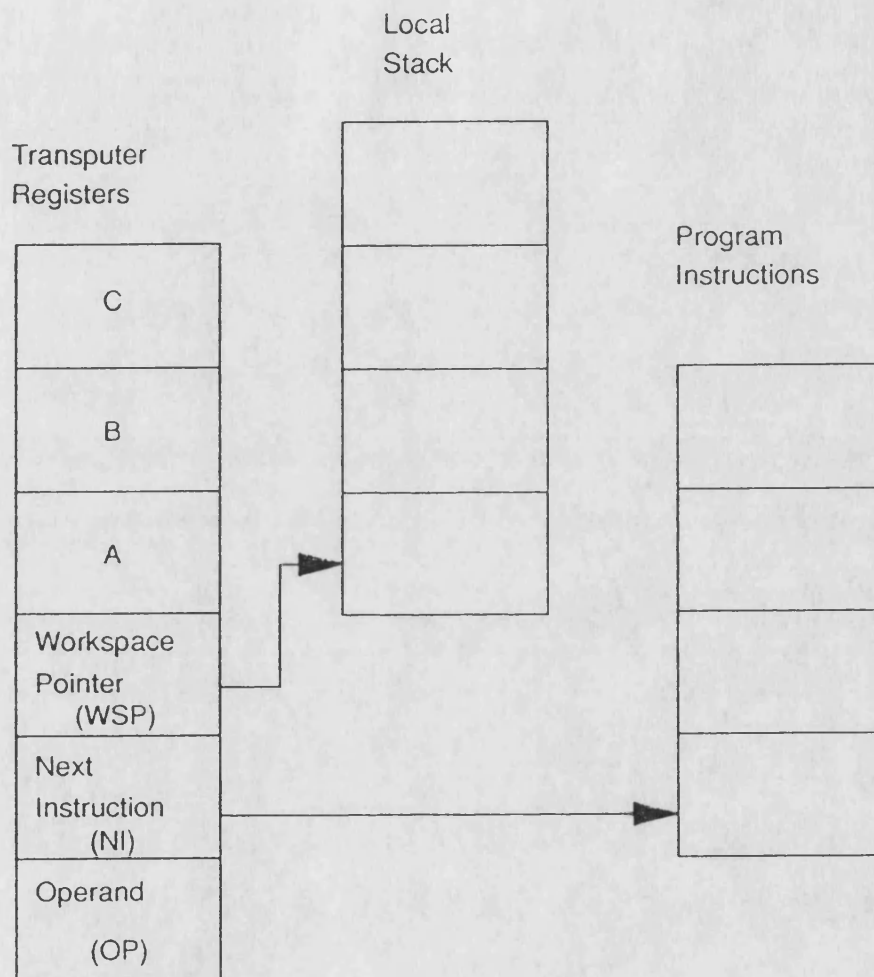 Local
Stack
Transputer
Registers
Program
Instructions
C
B
A
Workspace
Pointer
(WSP)
Next
Instruction
(NI)
Operand
(OP)